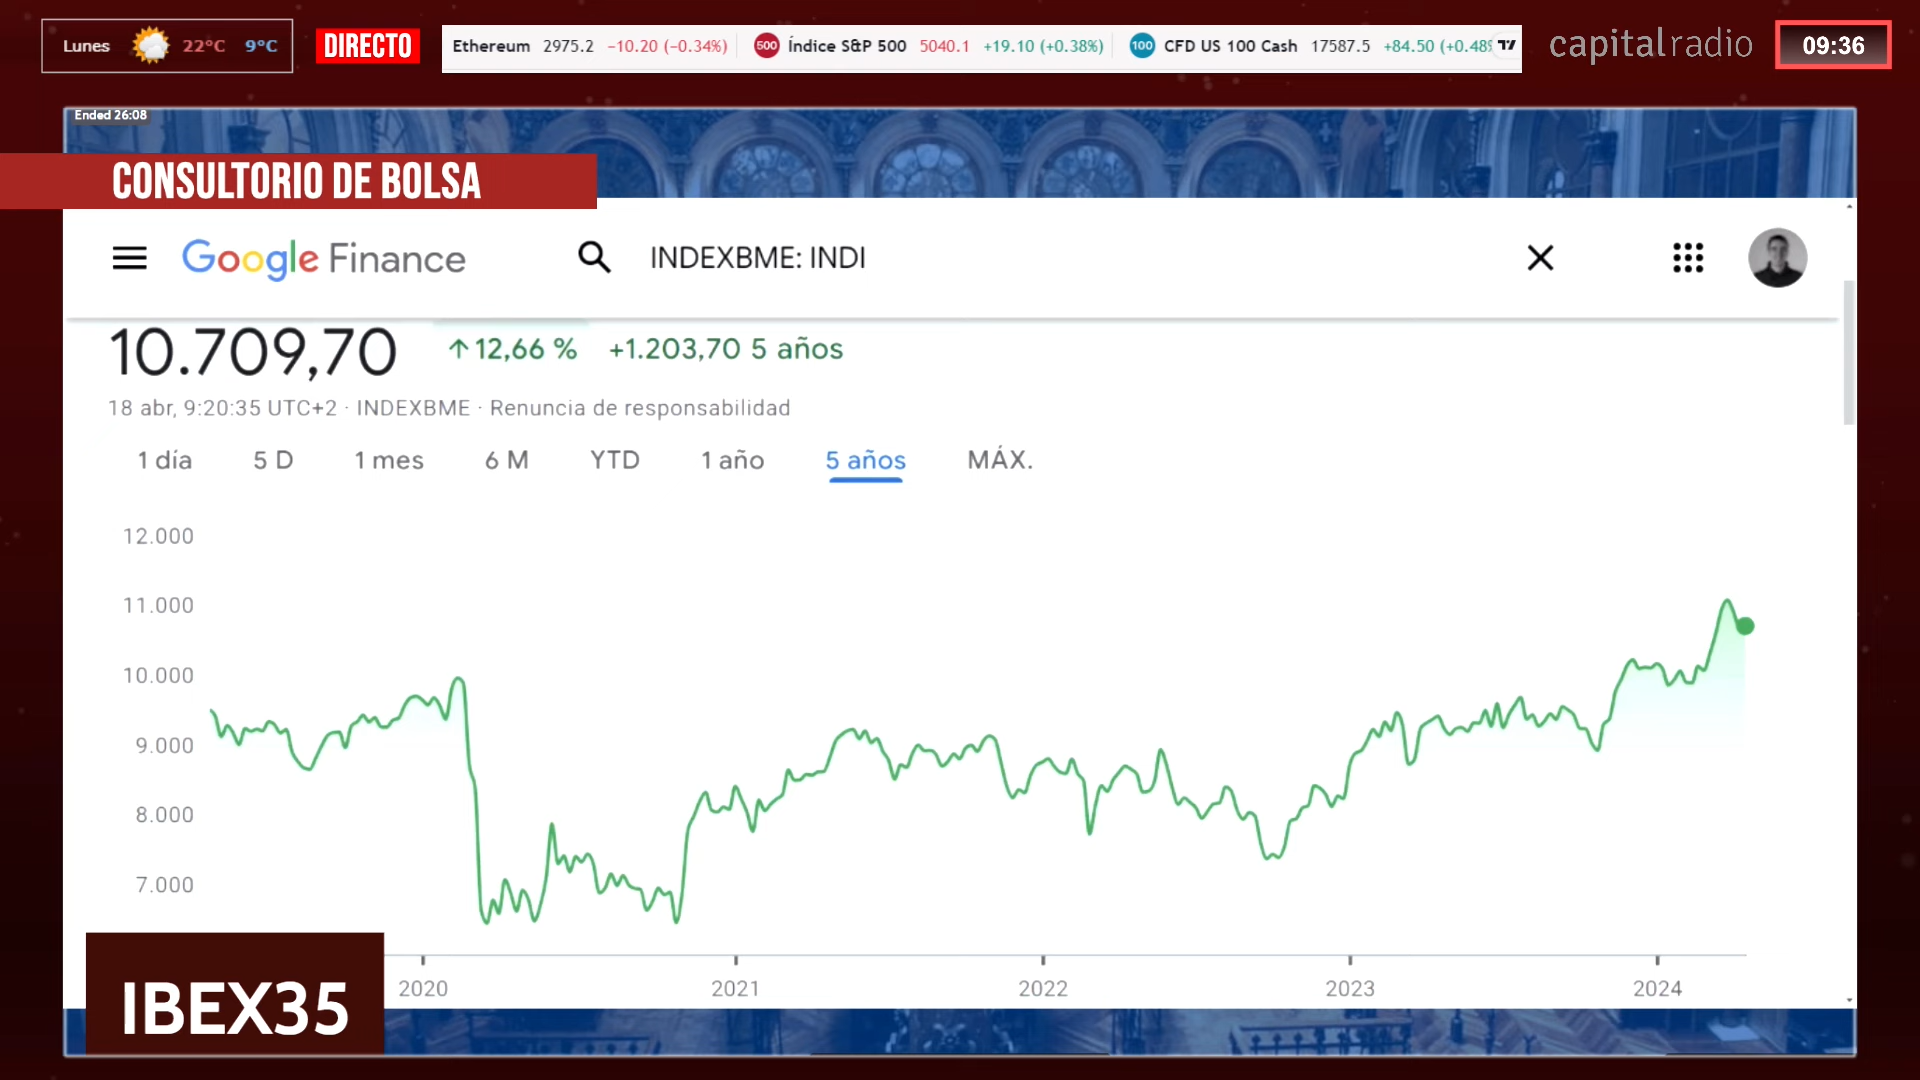 Lunes 22°C 9°C DIRECTO Ethereum 2975.2 −10.20 (−0.34%) 500 Índice S&P 500 5040.1 +19.10 (+0.38%) 100 CFD US 100 Cash 17587.5 +84.50 (+0.48 capitalradio 09:36
Ended 26:08
CONSULTORIO DE BOLSA
Google Finance INDEXBME: INDI
10.709,70 ↑ 12,66 % +1.203,70 5 años
18 abr, 9:20:35 UTC+2 · INDEXBME · Renuncia de responsabilidad
1 día 5 D 1 mes 6 M YTD 1 año 5 años MÁX.
12.000
11.000
10.000
9.000
8.000
7.000
2020 2021 2022 2023 2024
IBEX35